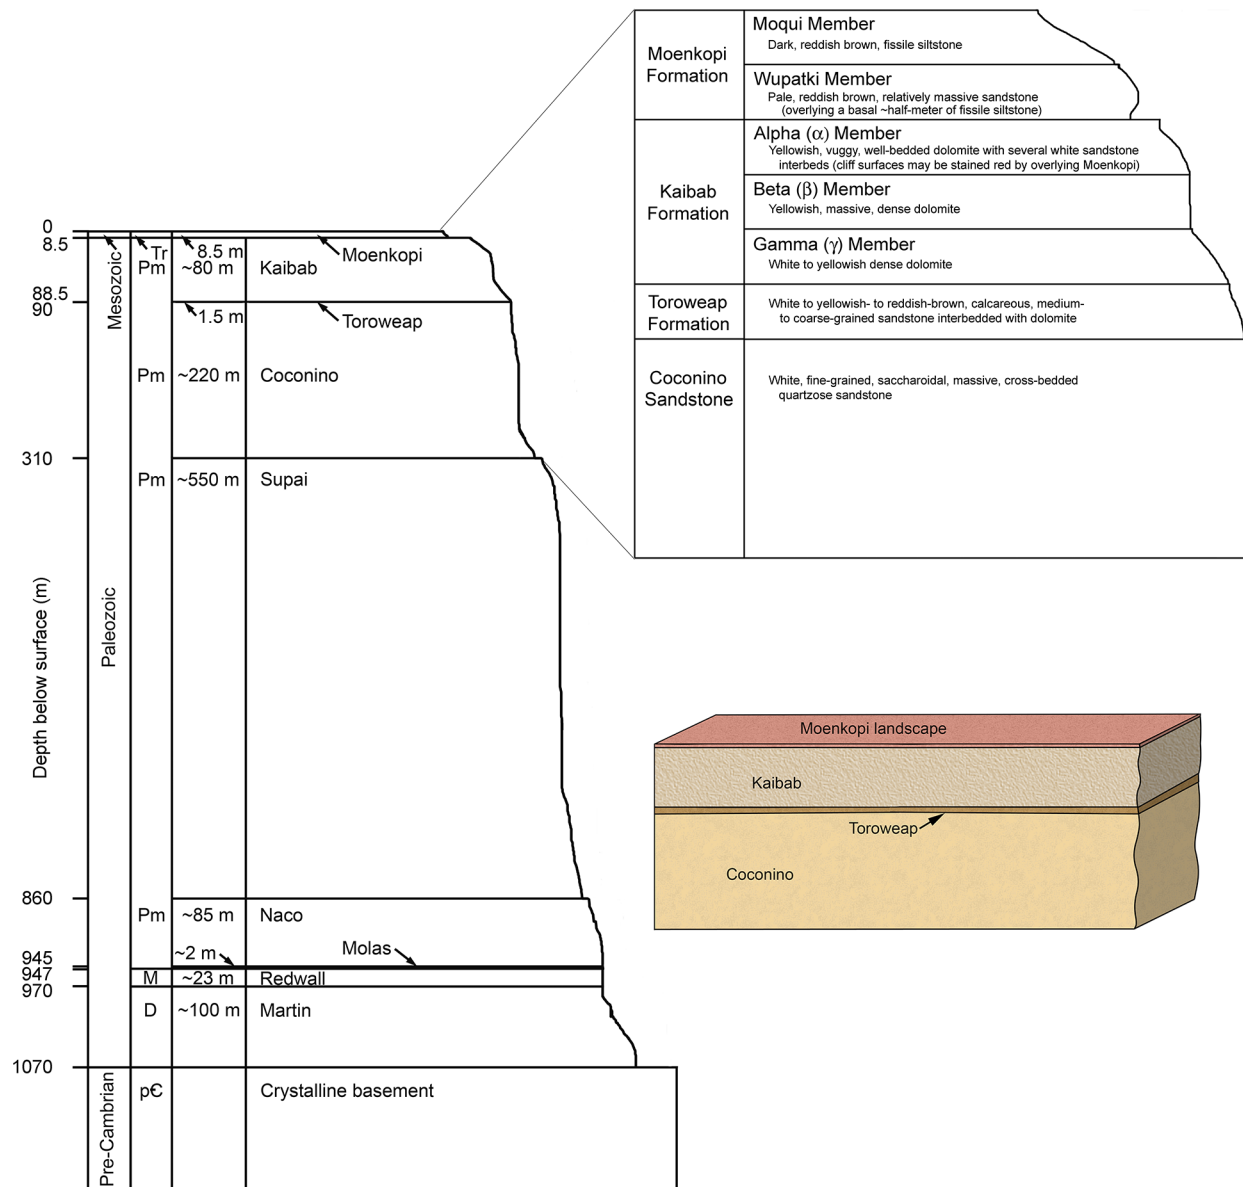 Moenkopi
Formation
Moqui Member
Dark, reddish brown, fissile siltstone
Wupatki Member
Pale, reddish brown, relatively massive sandstone
(overlying a basal ~half-meter of fissile siltstone)
Kaibab
Formation
Alpha (α) Member
Yellowish, vuggy, well-bedded dolomite with several white sandstone
interbeds (cliff surfaces may be stained red by overlying Moenkopi)
Beta (β) Member
Yellowish, massive, dense dolomite
Gamma (γ) Member
White to yellowish dense dolomite
Toroweap
Formation
White to yellowish- to reddish-brown, calcareous, medium-
to coarse-grained sandstone interbedded with dolomite
Coconino
Sandstone
White, fine-grained, saccharoidal, massive, cross-bedded
quartzose sandstone
Depth below surface (m)
0
8.5
88.5
90
310
860
945
947
970
1070
Mesozoic
Paleozoic
Pre-Cambrian
Tr
8.5 m
Moenkopi
Pm
~80 m
Kaibab
1.5 m
Toroweap
Pm
~220 m
Coconino
Pm
~550 m
Supai
Pm
~85 m
Naco
~2 m
Molas
M
~23 m
Redwall
D
~100 m
Martin
p€
Crystalline basement
Moenkopi landscape
Kaibab
Toroweap
Coconino